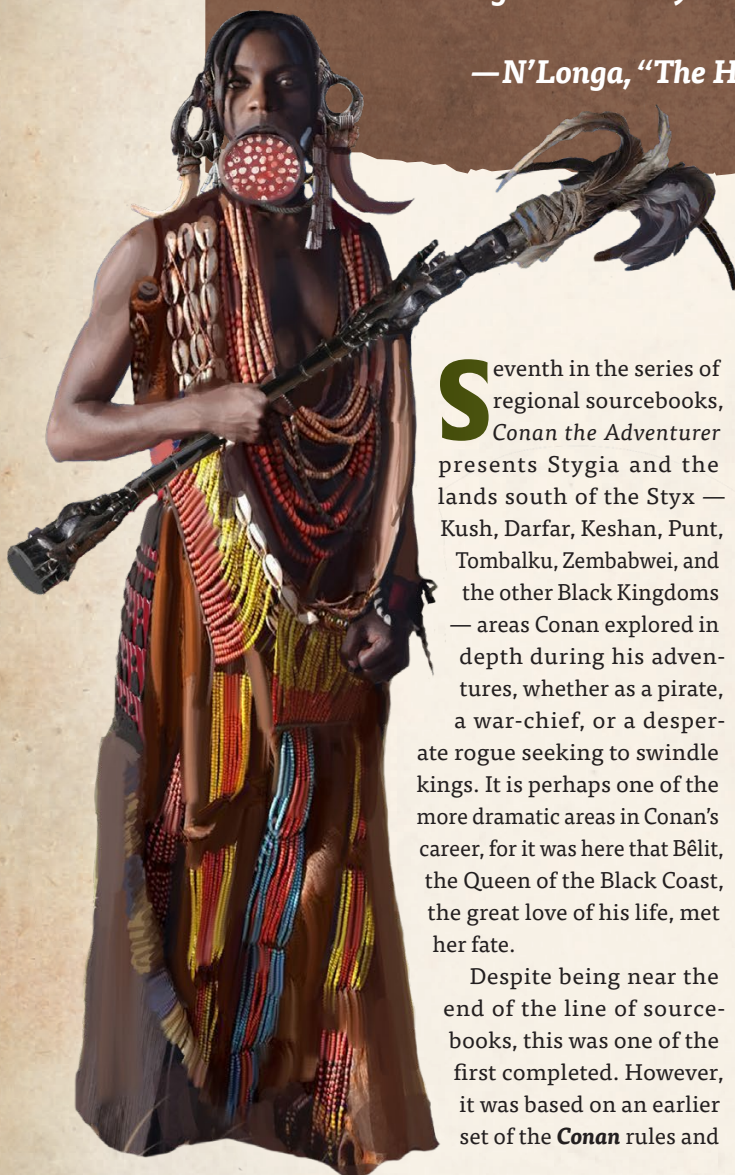 —N’Longa, “The H
Seventh in the series of
regional sourcebooks,
Conan the Adventurer
presents Stygia and the
lands south of the Styx —
Kush, Darfar, Keshan, Punt,
Tombalku, Zembabwei, and
the other Black Kingdoms
— areas Conan explored in
depth during his adven-
tures, whether as a pirate,
a war-chief, or a desper-
ate rogue seeking to swindle
kings. It is perhaps one of the
more dramatic areas in Conan’s
career, for it was here that Bêlit,
the Queen of the Black Coast,
the great love of his life, met
her fate.
Despite being near the
end of the line of source-
books, this was one of the
first completed. However,
it was based on an earlier
set of the Conan rules and